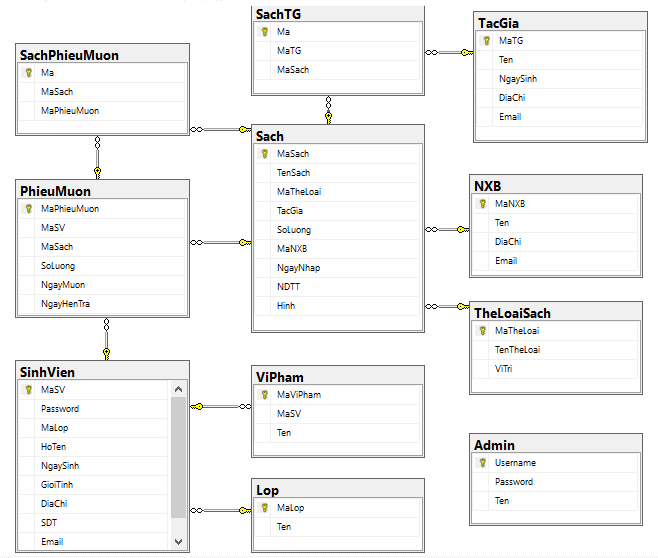 SachPhieuMuon
Ma
MaSach
MaPhieuMuon
SachTG
Ma
MaTG
MaSach
TacGia
MaTG
Ten
NgaySinh
DiaChi
Email
PhieuMuon
MaPhieuMuon
MaSV
MaSach
SoLuong
NgayMuon
NgayHenTra
Sach
MaSach
TenSach
MaTheLoai
TacGia
SoLuong
MaNXB
NgayNhap
NDTT
Hinh
NXB
MaNXB
Ten
DiaChi
Email
TheLoaiSach
MaTheLoai
TenTheLoai
ViTri
SinhVien
MaSV
Password
MaLop
HoTen
NgaySinh
GioiTinh
DiaChi
SDT
Email
ViPham
MaViPham
MaSV
Ten
Lop
MaLop
Ten
Admin
Username
Password
Ten